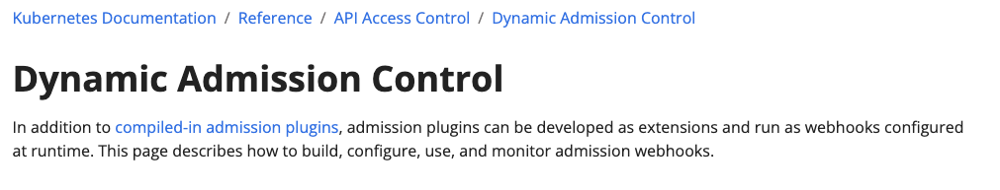 Kubernetes Documentation / Reference / API Access Control / Dynamic Admission Control
Dynamic Admission Control
In addition to compiled-in admission plugins, admission plugins can be developed as extensions and run as webhooks configured
at runtime. This page describes how to build, configure, use, and monitor admission webhooks.